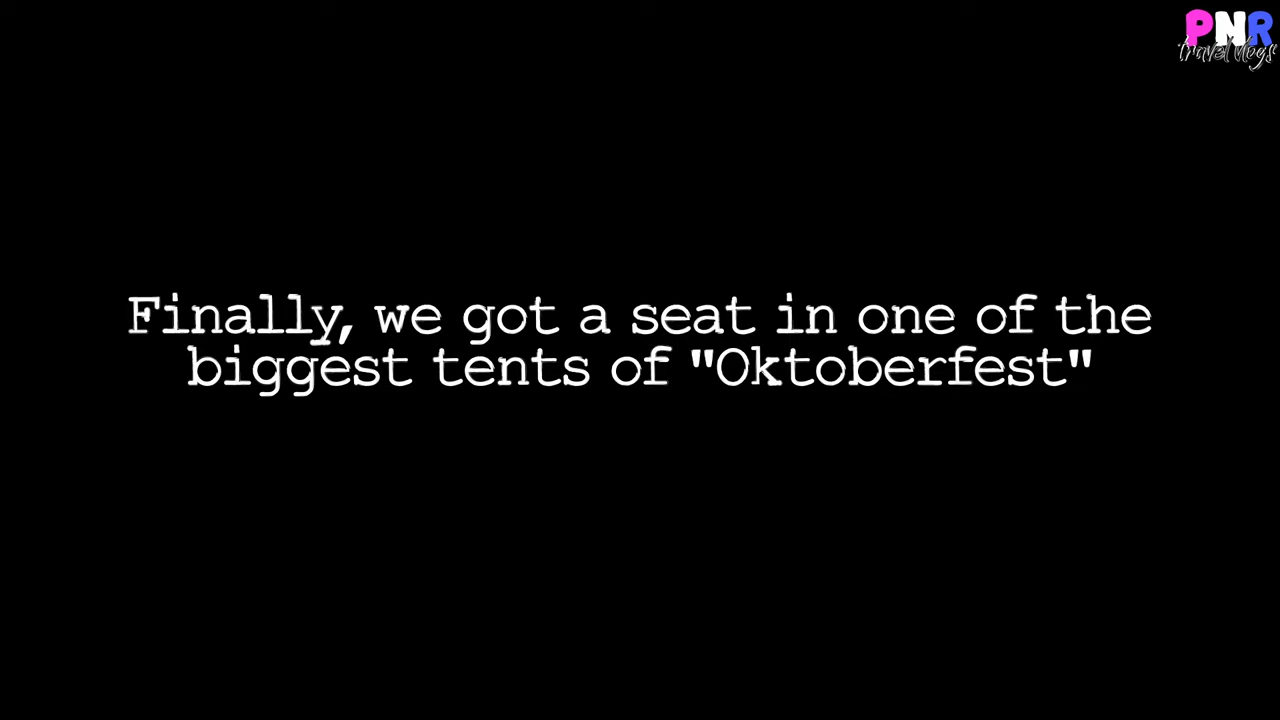 PNR
travel vlogs
Finally, we got a seat in one of the
biggest tents of "Oktoberfest"